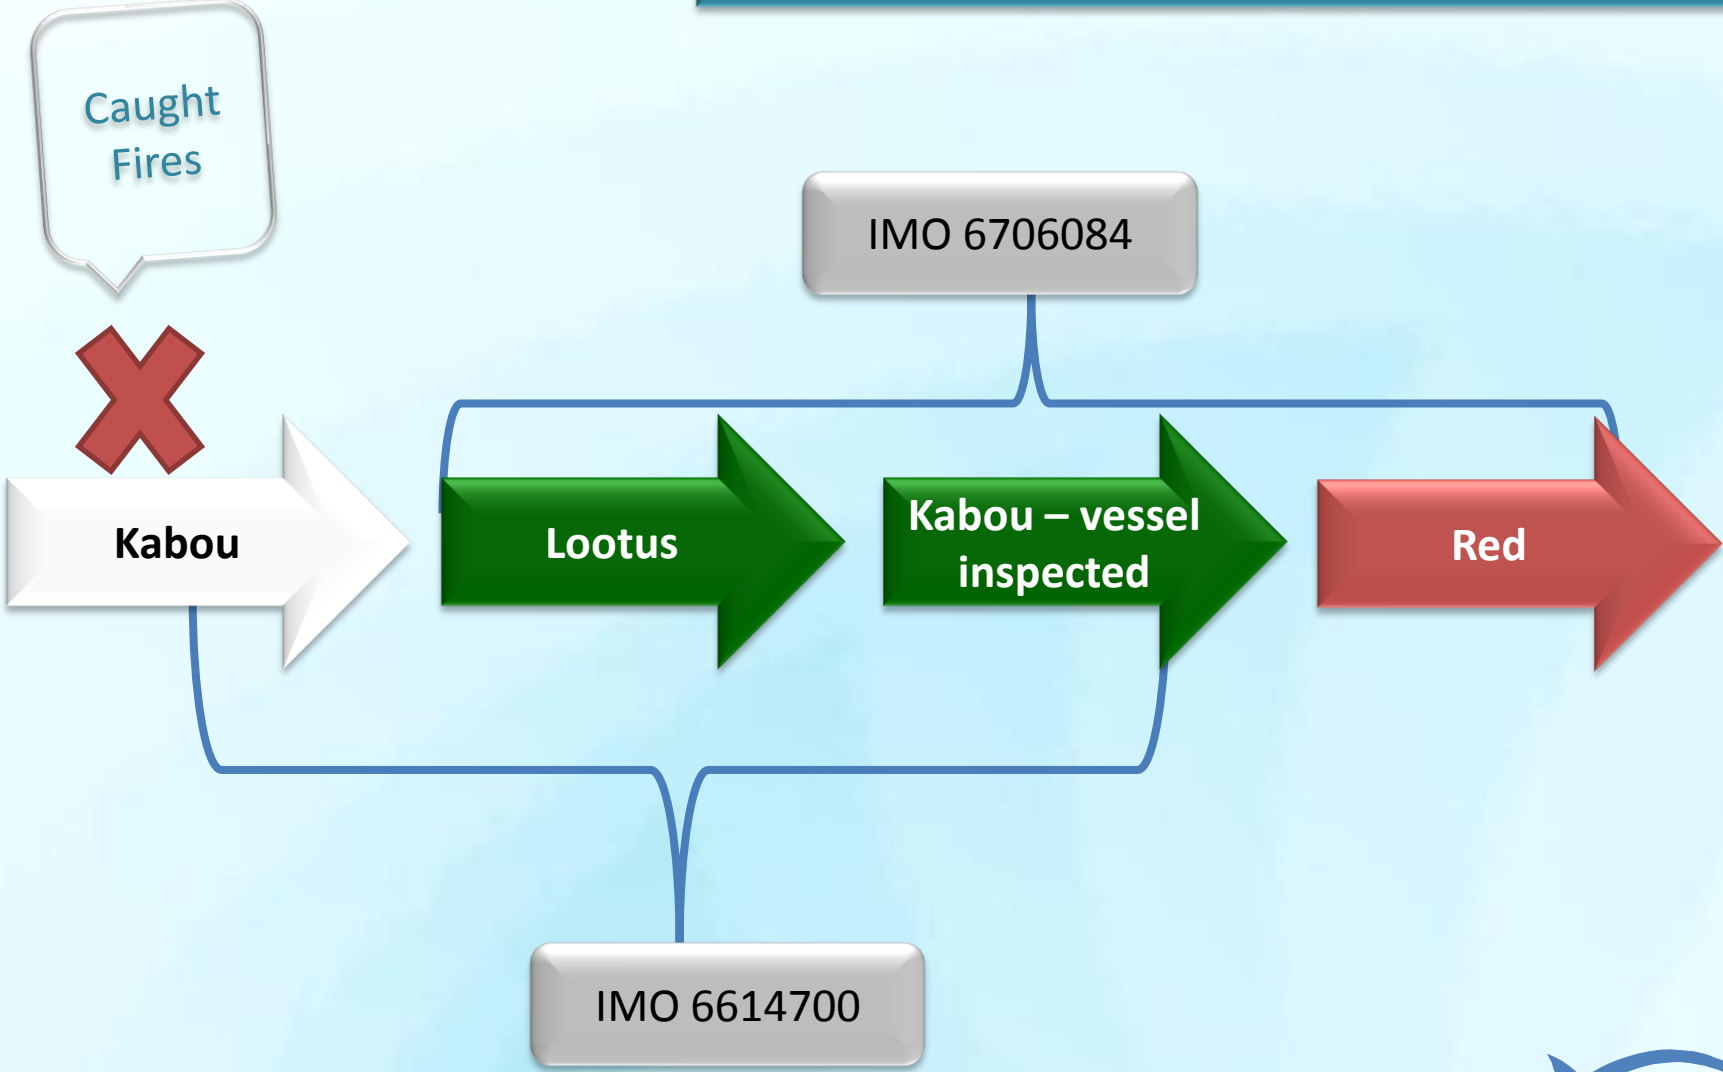 Caught
Fires
IMO 6706084
Kabou
Lootus
Kabou – vessel
inspected
Red
IMO 6614700